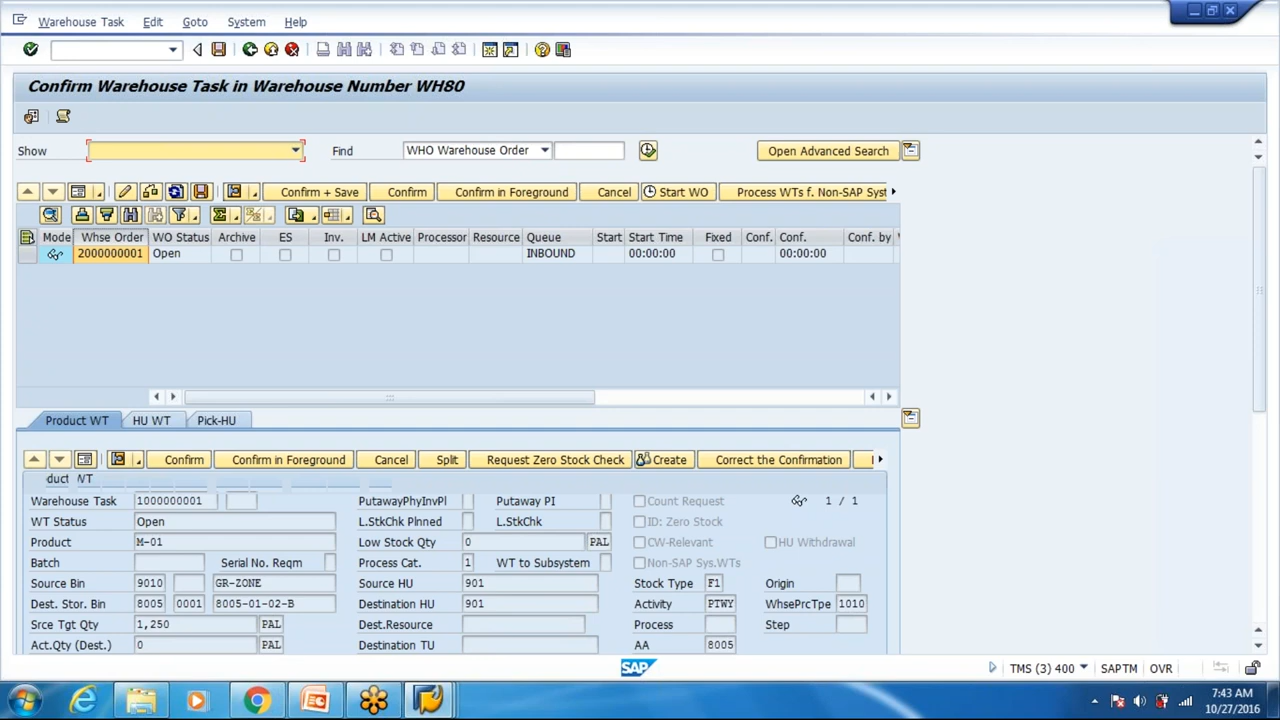 Warehouse Task Edit Goto System Help
Confirm Warehouse Task in Warehouse Number WH80
Show Find WHO Warehouse Order Open Advanced Search
Confirm + Save Confirm Confirm in Foreground Cancel Start WO Process WTs f. Non-SAP Syst
Mode Whse Order WO Status Archive ES Inv. LM Active Processor Resource Queue Start Start Time Fixed Conf. Conf. Conf. by
2000000001 Open INBOUND 00:00:00 00:00:00
Product WT HU WT Pick-HU
Confirm Confirm in Foreground Cancel Split Request Zero Stock Check Create Correct the Confirmation
duct WT
Warehouse Task 1000000001 PutawayPhyInvPl Putaway PI Count Request 1 / 1
WT Status Open L.StkChk Plnned L.StkChk ID: Zero Stock
Product M-01 Low Stock Qty 0 PAL CW-Relevant HU Withdrawal
Batch Serial No. Reqm Process Cat. 1 WT to Subsystem Non-SAP Sys.WTs
Source Bin 9010 GR-ZONE Source HU 901 Stock Type F1 Origin
Dest. Stor. Bin 8005 0001 8005-01-02-B Destination HU 901 Activity PTWY WhsePrcTpe 1010
Srce Tgt Qty 1,250 PAL Dest.Resource Process Step
Act.Qty (Dest.) 0 PAL Destination TU AA 8005
SAP TMS (3) 400 SAPTM OVR
7:43 AM
10/27/2016